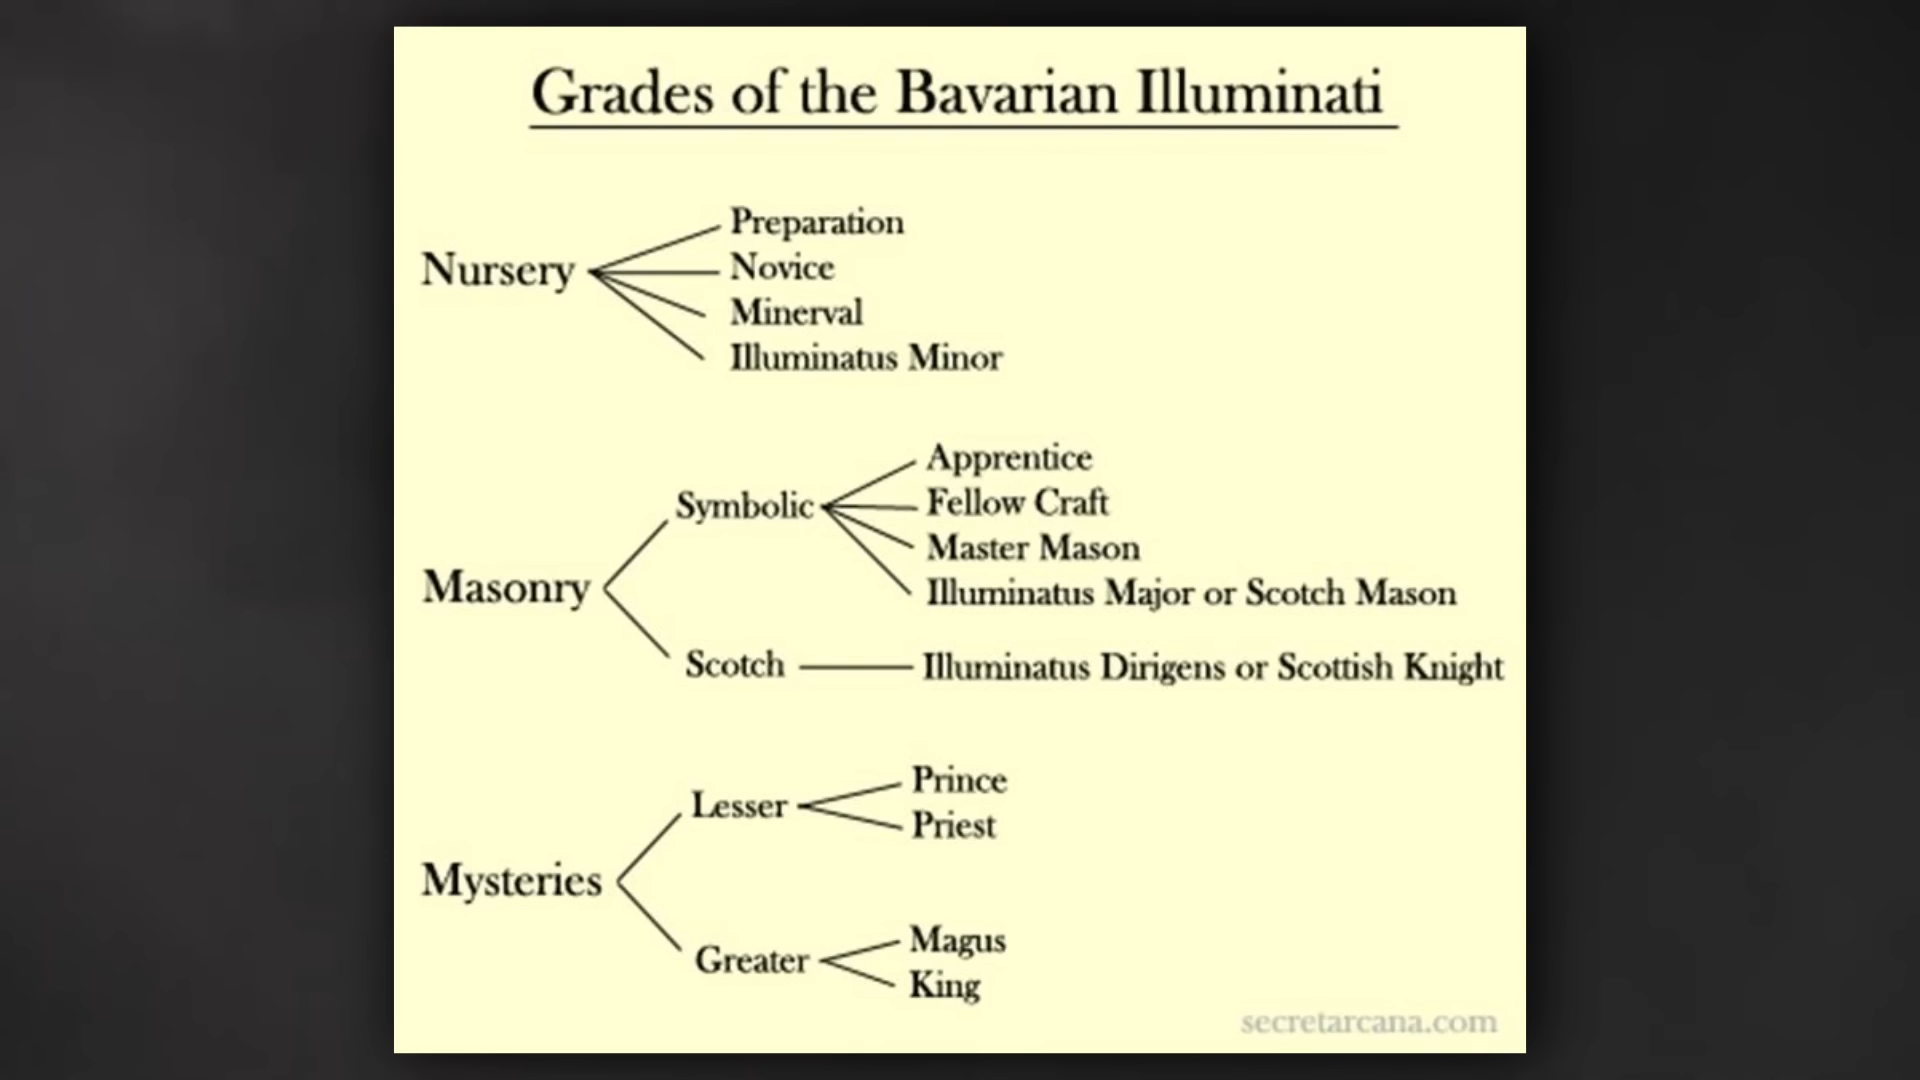 Grades of the Bavarian Illuminati
Nursery
Preparation
Novice
Minerval
Illuminatus Minor
Masonry
Symbolic
Apprentice
Fellow Craft
Master Mason
Illuminatus Major or Scotch Mason
Scotch
Illuminatus Dirigens or Scottish Knight
Mysteries
Lesser
Prince
Priest
Greater
Magus
King
secretarcana.com